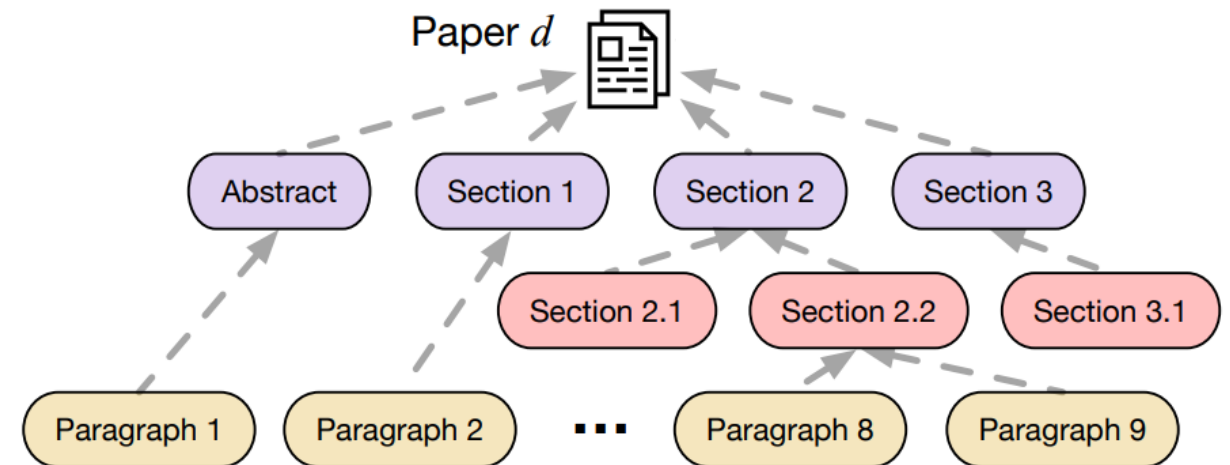 Paper d
Abstract
Section 1
Section 2
Section 3
Section 2.1
Section 2.2
Section 3.1
Paragraph 1
Paragraph 2
...
Paragraph 8
Paragraph 9